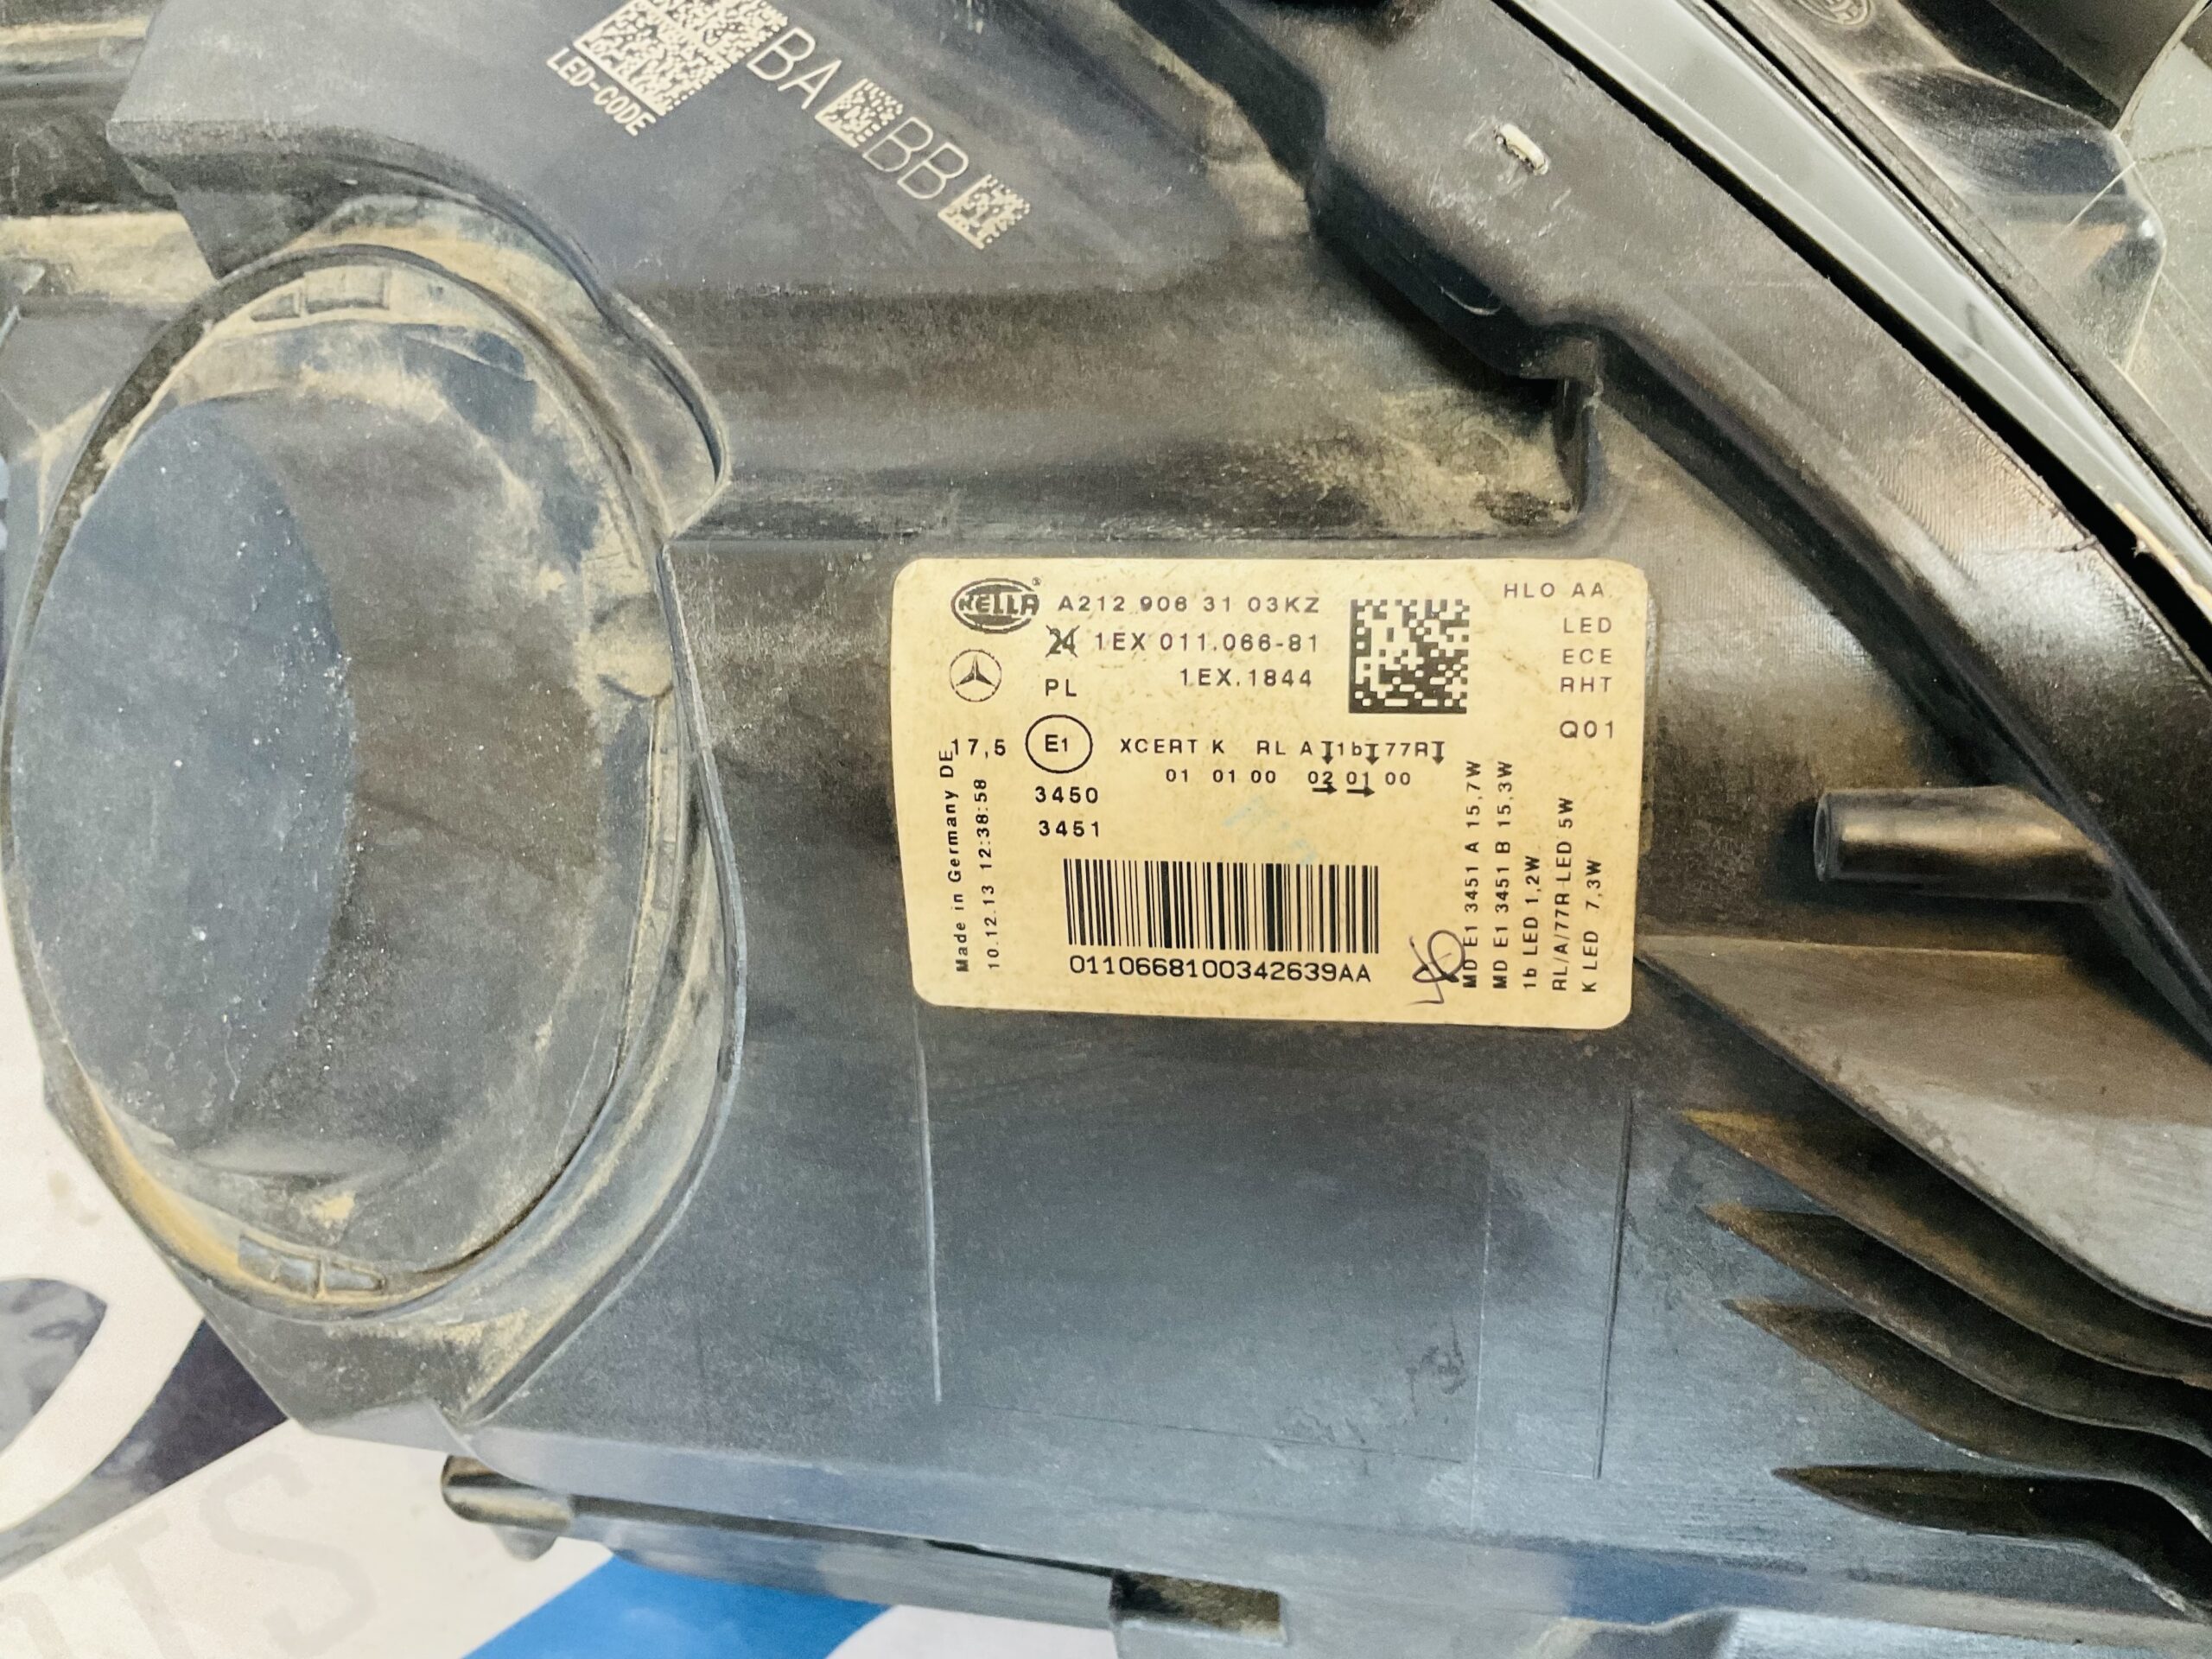 LED-CODE
BA
BB
HELLA
A212 906 31 03KZ
HLO AA
24 1EX 011.066-81
LED
PL 1EX.1844
ECE
RHT
Q01
17,5 E1 XCERT K RL A 1b 77R
01 01 00 02 01 00
3450
3451
Made in Germany DE
10.12.13 12:38:58
0110668100342639AA
MD E1 3451 A 15,7W
MD E1 3451 B 15,3W
1b LED 1,2W
RL/A/77R LED 5W
K LED 7,3W